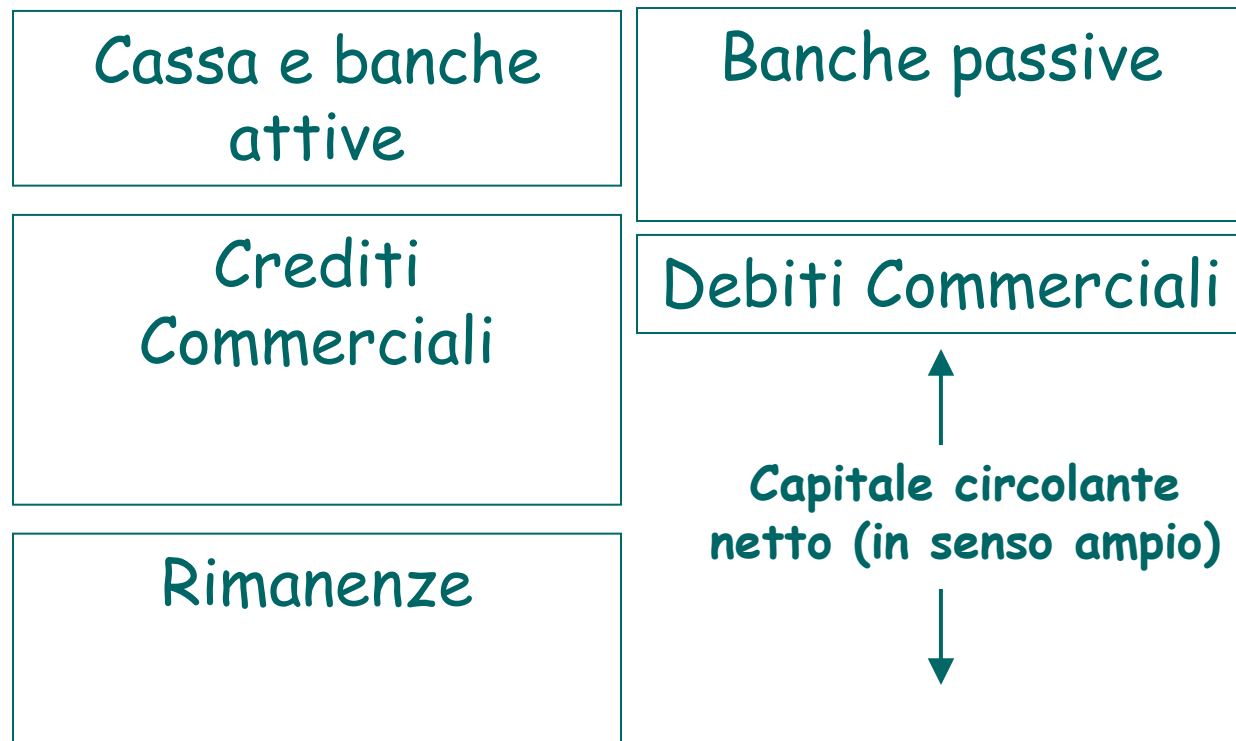 Cassa e banche
attive
Crediti
Commerciali
Rimanenze
Banche passive
Debiti Commerciali
Capitale circolante
netto (in senso ampio)